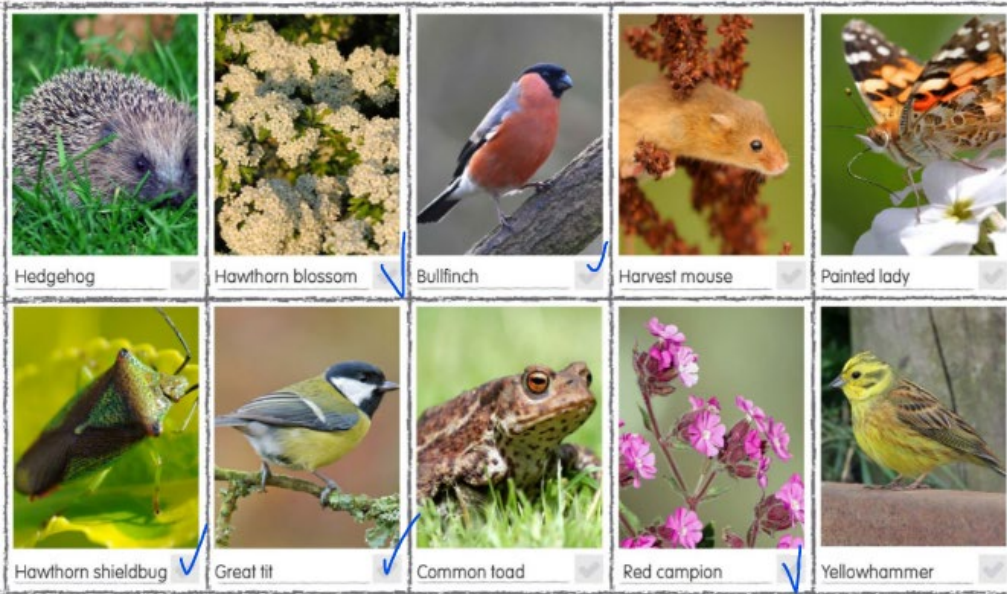 Hedgehog
Hawthorn blossom
Bullfinch
Harvest mouse
Painted lady
Hawthorn shieldbug
Great tit
Common toad
Red campion
Yellowhammer